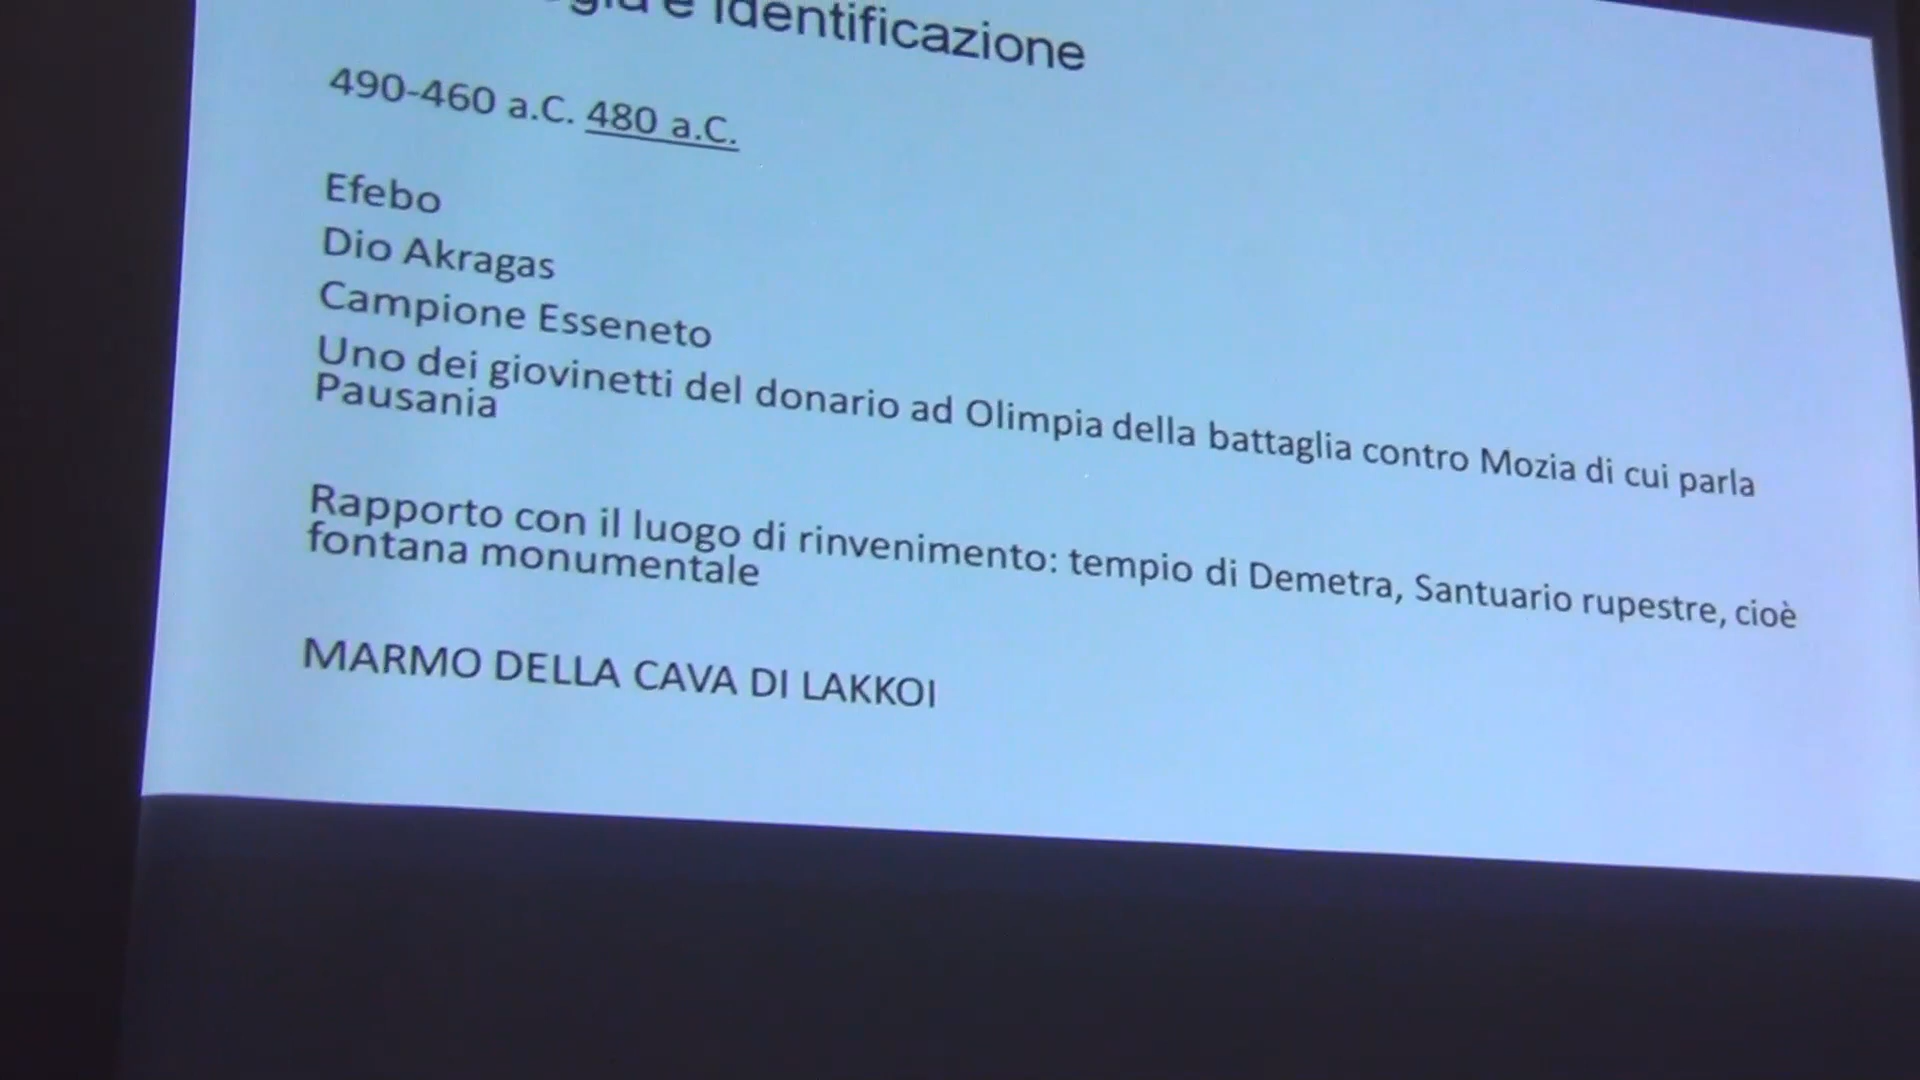 e identificazione
490-460 a.C. 480 a.C.
Efebo
Dio Akragas
Campione Esseneto
Uno dei giovinetti del donario ad Olimpia della battaglia contro Mozia di cui parla
Pausania
Rapporto con il luogo di rinvenimento: tempio di Demetra, Santuario rupestre, cioè
fontana monumentale
MARMO DELLA CAVA DI LAKKOI